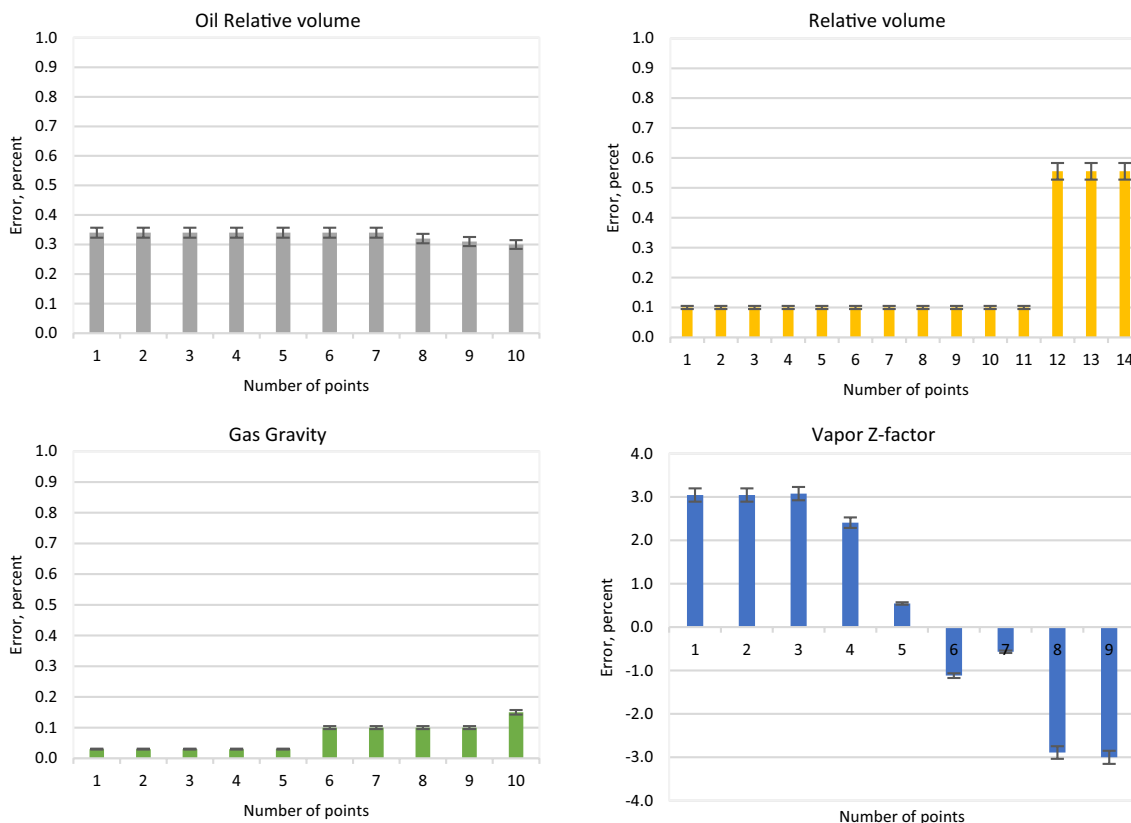 Oil Relative volume
Error, percent
1.0
0.9
0.8
0.7
0.6
0.5
0.4
0.3
0.2
0.1
0.0
1 2 3 4 5 6 7 8 9 10
Number of points
Relative volume
Error, percet
1.0
0.9
0.8
0.7
0.6
0.5
0.4
0.3
0.2
0.1
0.0
1 2 3 4 5 6 7 8 9 10 11 12 13 14
Number of points
Gas Gravity
Error, percent
1.0
0.9
0.8
0.7
0.6
0.5
0.4
0.3
0.2
0.1
0.0
1 2 3 4 5 6 7 8 9 10
Number of points
Vapor Z-factor
Error, percent
4.0
3.0
2.0
1.0
0.0
-1.0
-2.0
-3.0
-4.0
1 2 3 4 5 6 7 8 9
Number of points